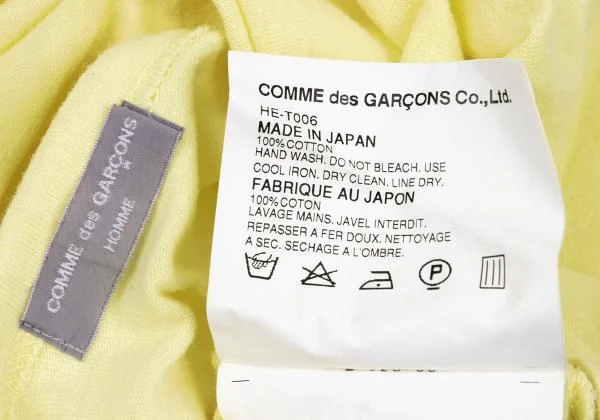 COMME des GARÇONS
HOMME
COMME des GARÇONS Co.,Ltd.
HE-T006
MADE IN JAPAN
100% COTTON
HAND WASH. DO NOT BLEACH. USE
COOL IRON. DRY CLEAN. LINE DRY.
FABRIQUE AU JAPON
100% COTON
LAVAGE MAINS. JAVEL INTERDIT.
REPASSER A FER DOUX. NETTOYAGE
A SEC. SECHAGE A L'OMBRE.
P